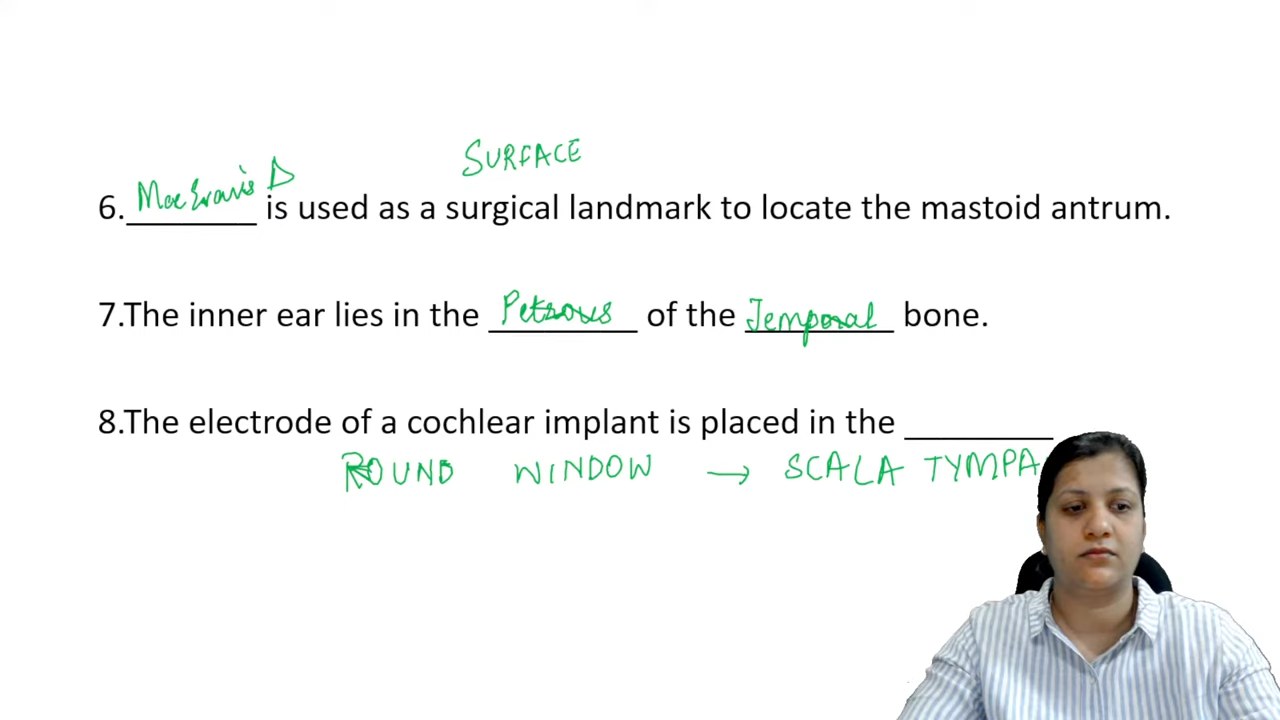 SURFACE
6. MacEravis Δ is used as a surgical landmark to locate the mastoid antrum.
7.The inner ear lies in the Petrous of the Temporal bone.
8.The electrode of a cochlear implant is placed in the ________
ROUND WINDOW → SCALA TYMPA